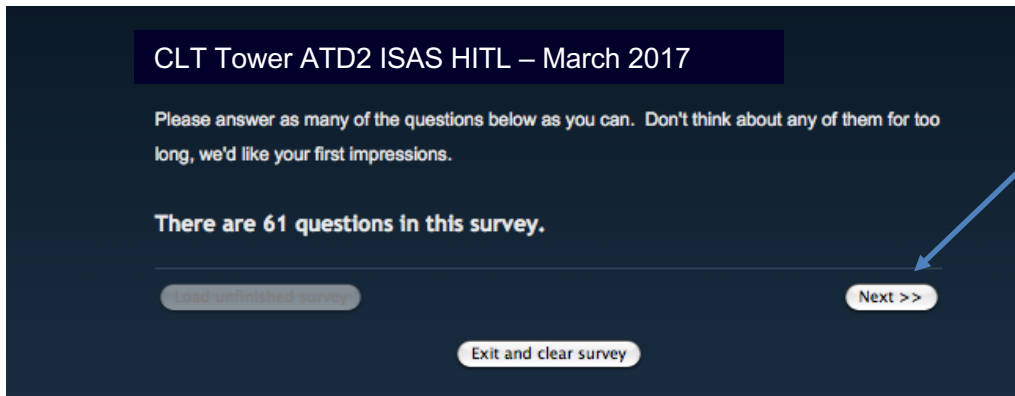 CLT Tower ATD2 ISAS HITL – March 2017
Please answer as many of the questions below as you can.  Don't think about any of them for too
long, we'd like your first impressions.
There are 61 questions in this survey.
Load unfinished survey
Next >>
Exit and clear survey